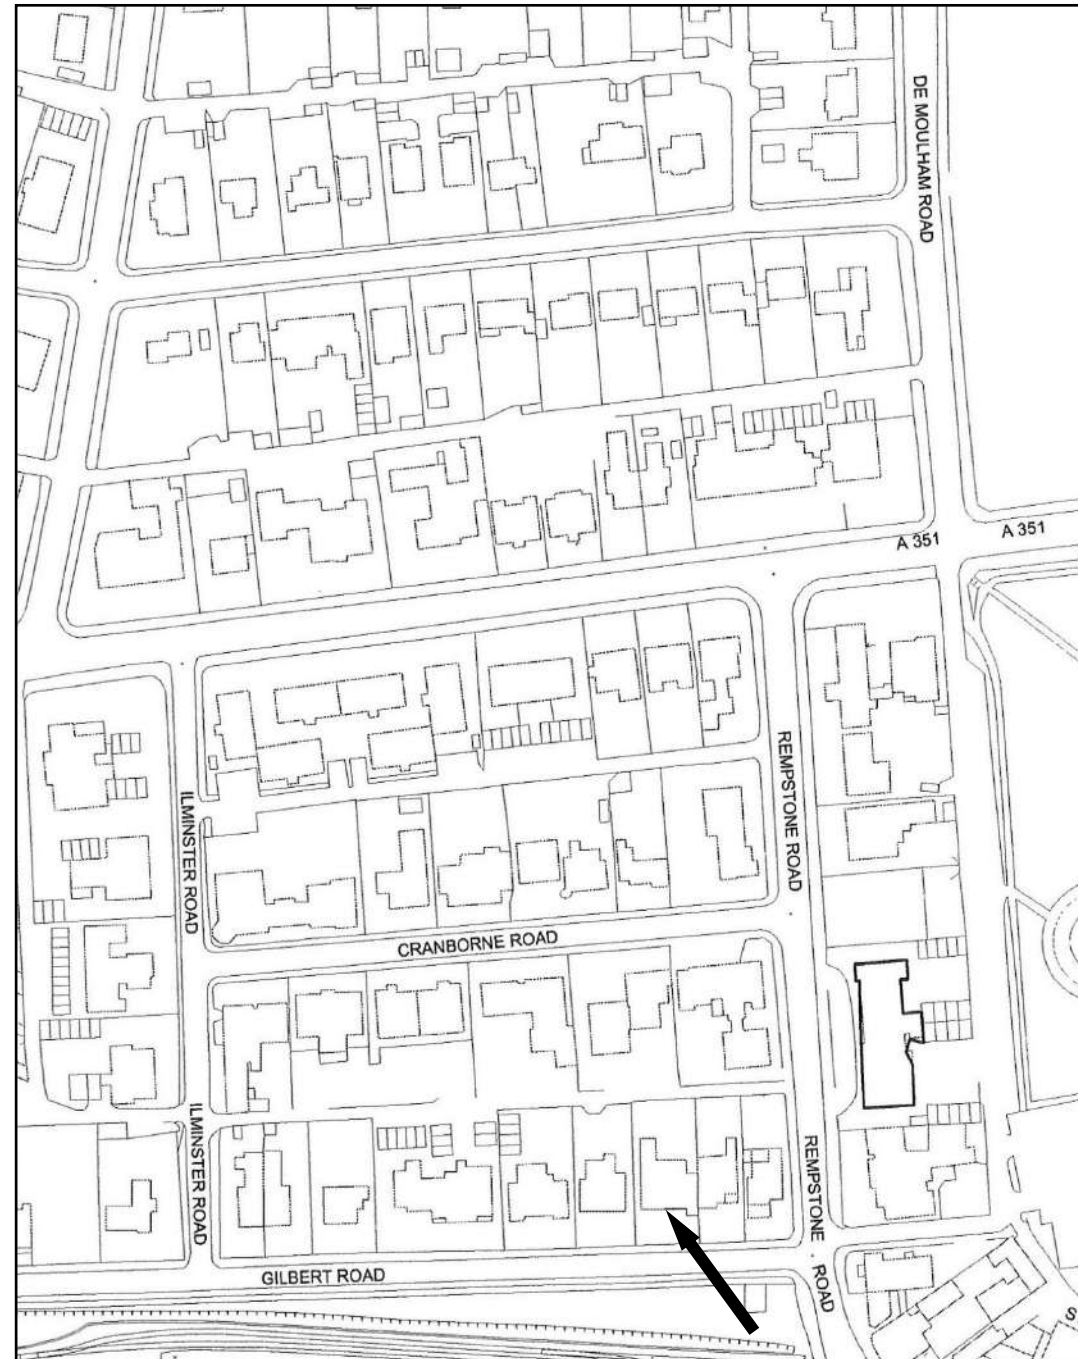 DE MOULHAM ROAD
A 351
A 351
REMPSTONE ROAD
ILMINSTER ROAD
CRANBORNE ROAD
ILMINSTER ROAD
REMPSTONE ROAD
GILBERT ROAD
S